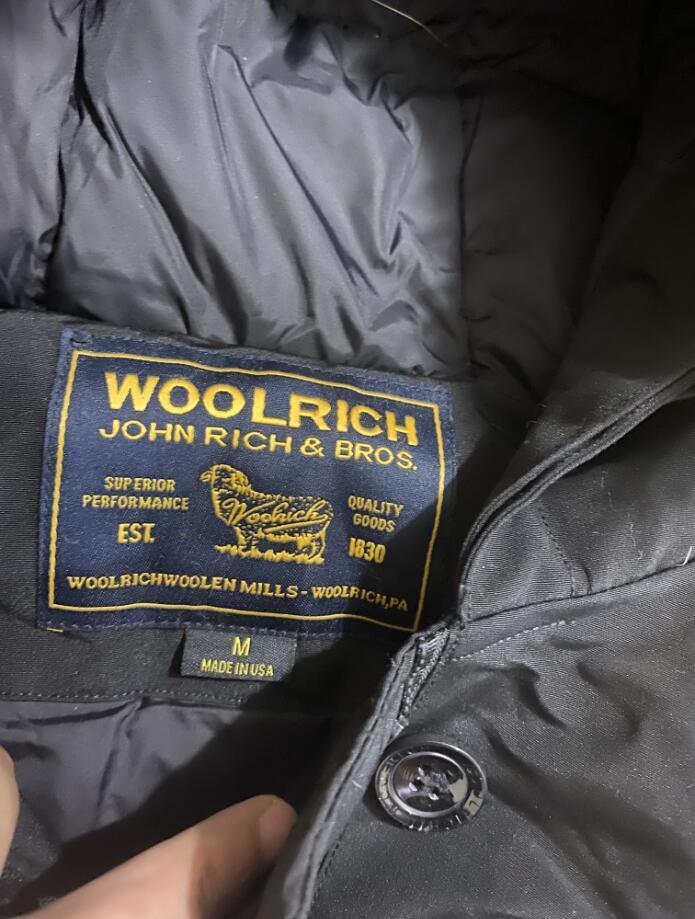 WOOLRICH
JOHN RICH & BROS.
SUPERIOR
PERFORMANCE
EST.
Woolrich
QUALITY
GOODS
1830
WOOLRICHWOOLEN MILLS - WOOLRICH,PA
M
MADE IN USA